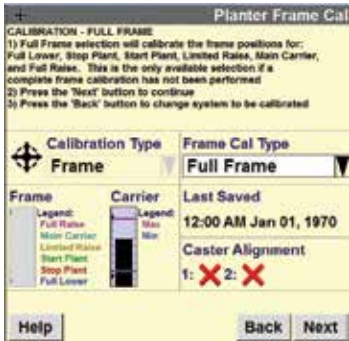 Planter Frame Cal
CALIBRATION - FULL FRAME
1) Full Frame selection will calibrate the frame positions for:
Full Lower, Stop Plant, Start Plant, Limited Raise, Main Carrier,
and Full Raise. This is the only available selection if a
complete frame calibration has not been performed
2) Press the 'Next' button to continue
3) Press the 'Back' button to change system to be calibrated
Calibration Type
Frame
Frame Cal Type
Full Frame
Frame
Legend:
Full Raise
Main Carrier
Limited Raise
Start Plant
Stop Plant
Full Lower
Carrier
Legend:
Max
Min
Last Saved
12:00 AM Jan 01, 1970
Caster Alignment
1: 2:
Help
Back
Next